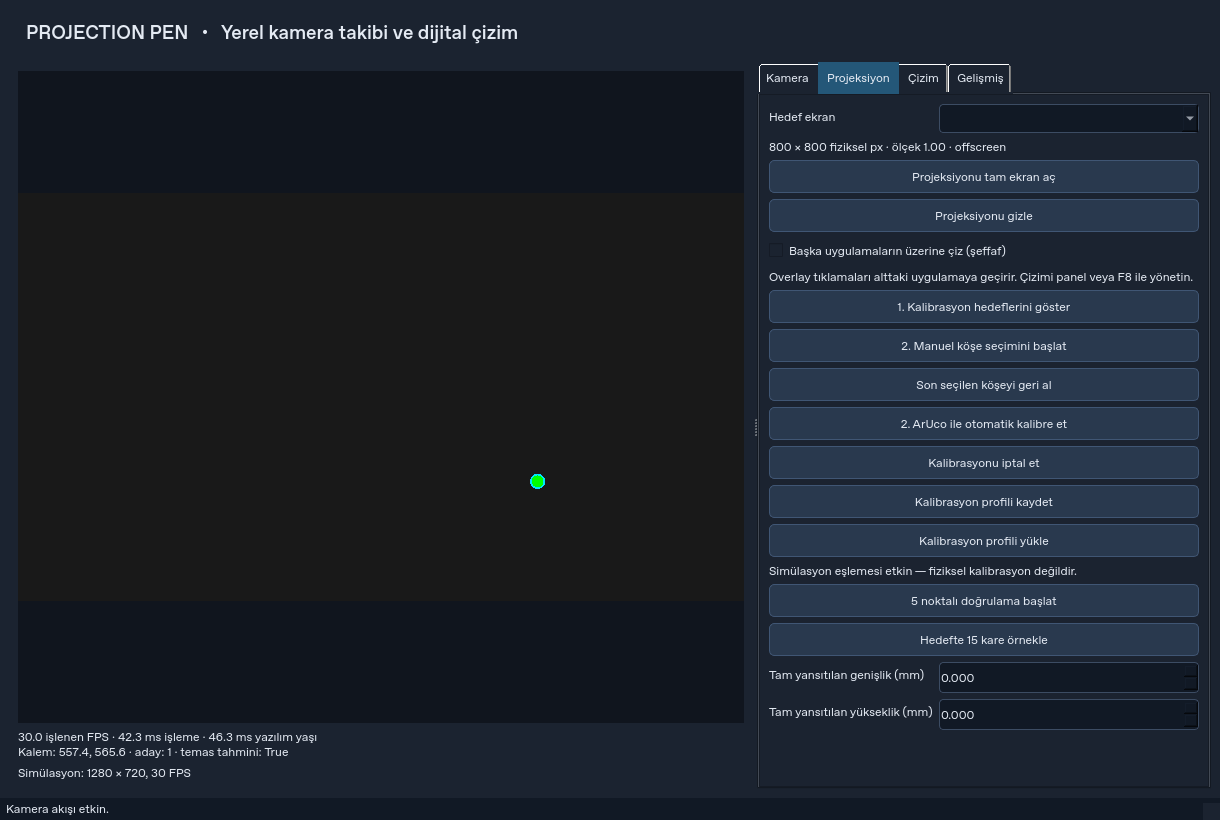 PROJECTION PEN • Yerel kamera takibi ve dijital çizim
Kamera
Projeksiyon
Çizim
Gelişmiş
Hedef ekran
800 × 800 fiziksel px · ölçek 1.00 · offscreen
Projeksiyonu tam ekran aç
Projeksiyonu gizle
Başka uygulamaların üzerine çiz (şeffaf)
Overlay tıklamaları alttaki uygulamaya geçirir. Çizimi panel veya F8 ile yönetin.
1. Kalibrasyon hedeflerini göster
2. Manuel köşe seçimini başlat
Son seçilen köşeyi geri al
2. ArUco ile otomatik kalibre et
Kalibrasyonu iptal et
Kalibrasyon profili kaydet
Kalibrasyon profili yükle
Simülasyon eşlemesi etkin — fiziksel kalibrasyon değildir.
5 noktalı doğrulama başlat
Hedefte 15 kare örnekle
Tam yansıtılan genişlik (mm) 0.000
Tam yansıtılan yükseklik (mm) 0.000
30.0 işlenen FPS · 42.3 ms işleme · 46.3 ms yazılım yaşı
Kalem: 557.4, 565.6 · aday: 1 · temas tahmini: True
Simülasyon: 1280 × 720, 30 FPS
Kamera akışı etkin.